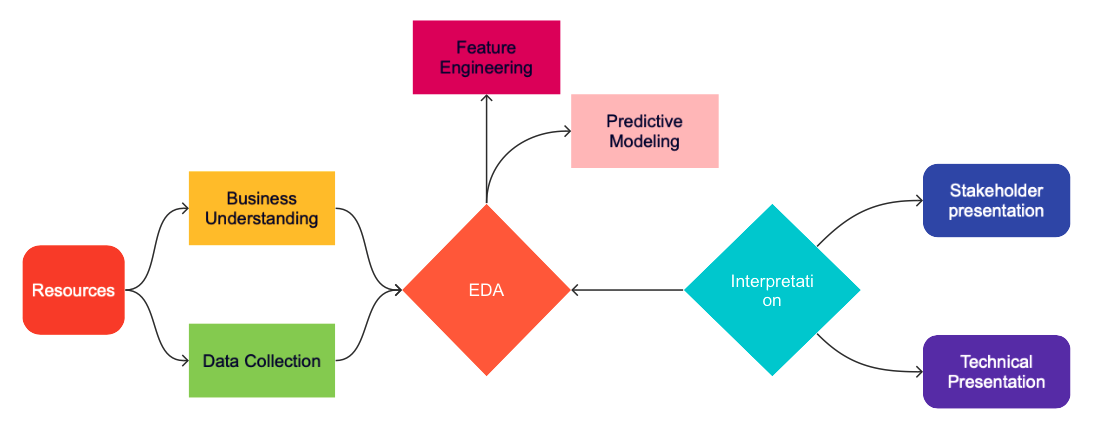 Feature
Engineering
Predictive
Modeling
Business
Understanding
Stakeholder
presentation
Resources
EDA
Interpretati
on
Data Collection
Technical
Presentation